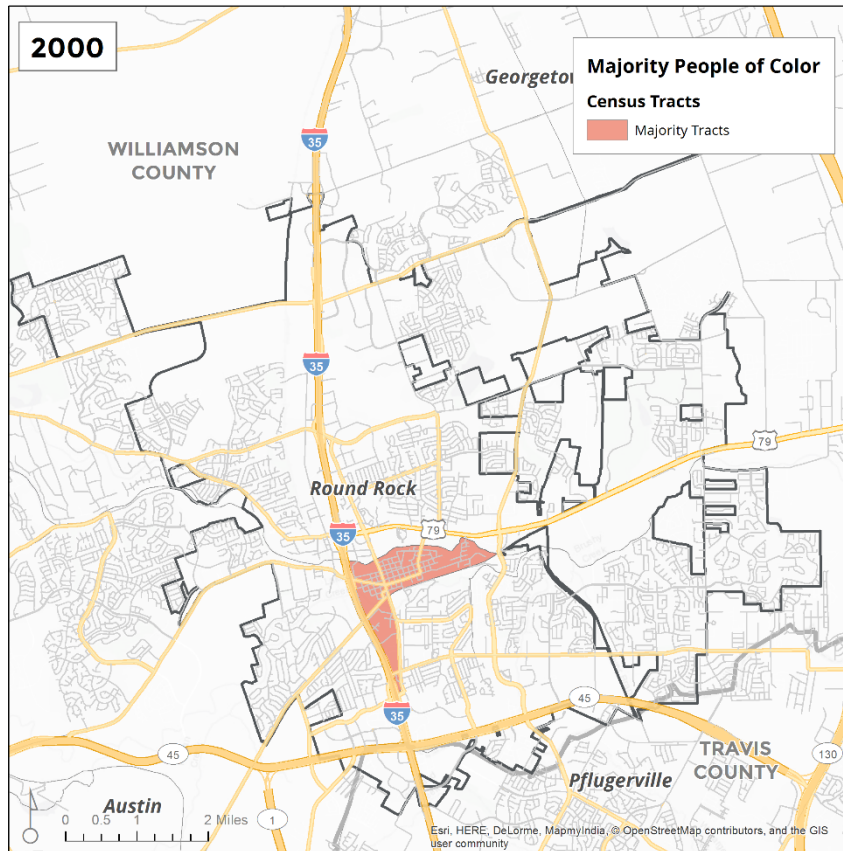 2000
Georgetow
Majority People of Color
Census Tracts
Majority Tracts
35
WILLIAMSON
COUNTY
35
79
Round Rock
79
35
45
35
45
TRAVIS
COUNTY
130
Pflugerville
Austin
1
0 0.5 1 2 Miles
Esri, HERE, DeLorme, MapmyIndia, © OpenStreetMap contributors, and the GIS
user community